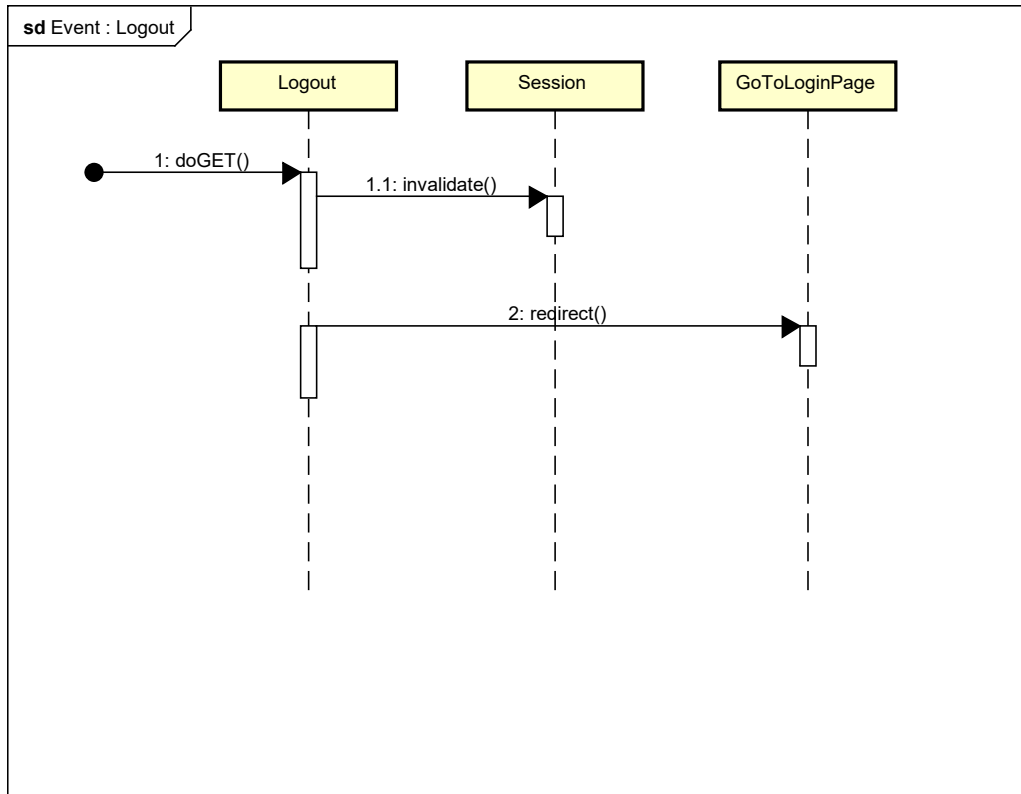 sd Event : Logout
Logout
Session
GoToLoginPage
1: doGET()
1.1: invalidate()
2: redirect()